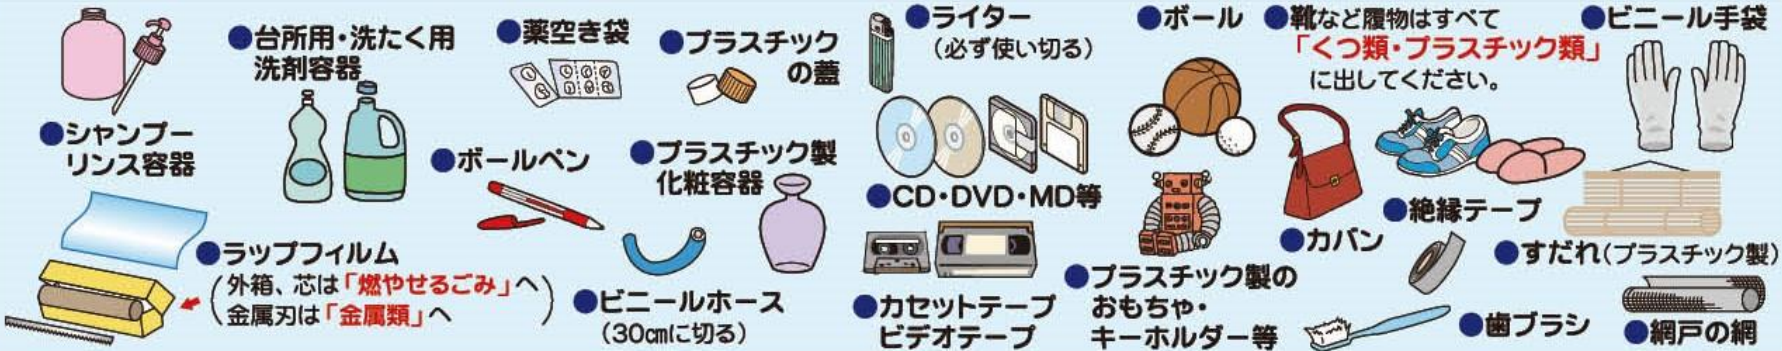 ●シャンプー
リンス容器
●台所用・洗たく用
洗剤容器
●薬空き袋
●プラスチック
の蓋
●ボールペン
●プラスチック製
化粧容器
●ラップフィルム
(外箱、芯は「燃やせるごみ」へ
金属刃は「金属類」へ)
●ビニールホース
(30㎝に切る)
●ライター
(必ず使い切る)
●CD・DVD・MD等
●カセットテープ
ビデオテープ
●ボール
●プラスチック製の
おもちゃ・
キーホルダー等
●靴など履物はすべて
「くつ類・プラスチック類」
に出してください。
●カバン
●絶縁テープ
●歯ブラシ
●ビニール手袋
●すだれ(プラスチック製)
●網戸の網